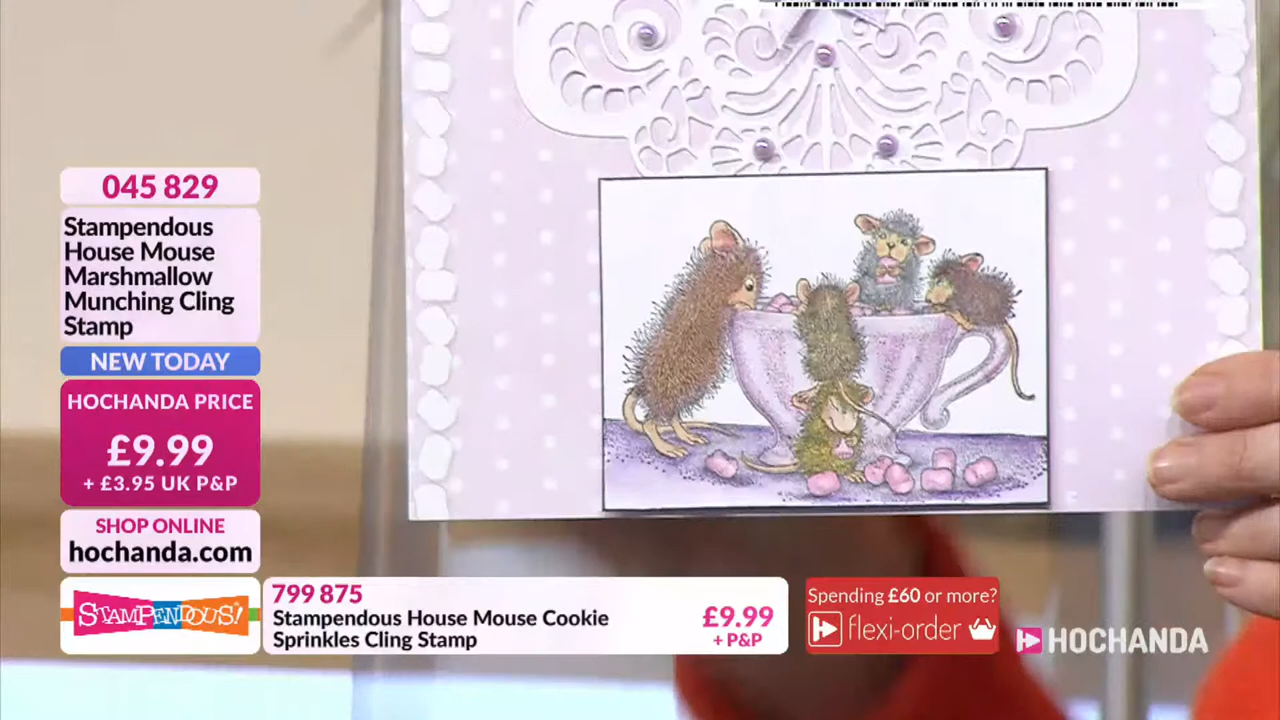 045 829
Stampendous
House Mouse
Marshmallow
Munching Cling
Stamp
NEW TODAY
HOCHANDA PRICE
£9.99
+ £3.95 UK P&P
SHOP ONLINE
hochanda.com
STAMPENDOUS!
799 875
Stampendous House Mouse Cookie
Sprinkles Cling Stamp
£9.99
+ P&P
Spending £60 or more?
flexi-order
HOCHANDA